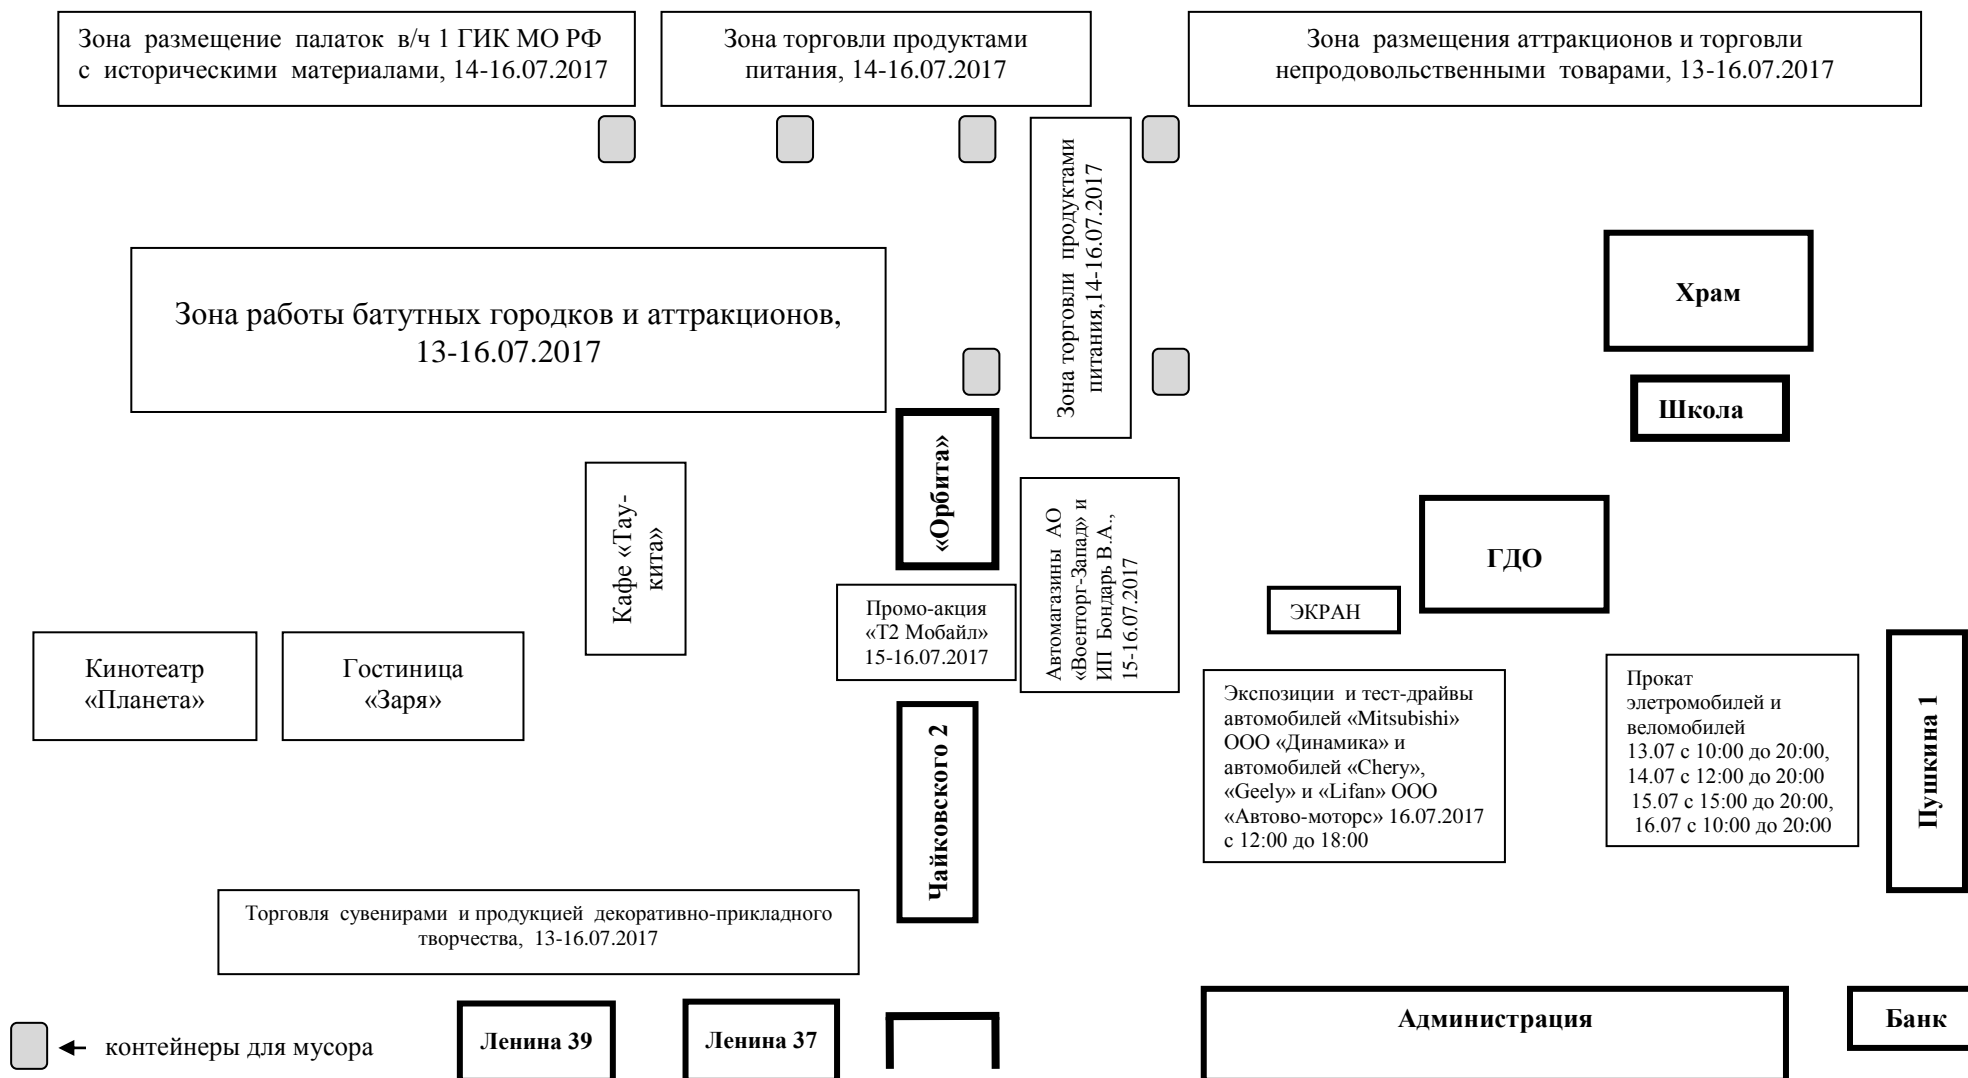 Зона размещение палаток в/ч 1 ГИК МО РФ
с историческими материалами, 14-16.07.2017
Зона торговли продуктами
питания, 14-16.07.2017
Зона размещения аттракционов и торговли
непродовольственными товарами, 13-16.07.2017
Зона торговли продуктами
питания,14-16.07.2017
Зона работы батутных городков и аттракционов,
13-16.07.2017
Храм
Школа
«Орбита»
Кафе «Тау-
кита»
Автомагазины АО
«Военторг-Запад» и
ИП Бондарь В.А.,
15-16.07.2017
ГДО
ЭКРАН
Промо-акция
«Т2 Мобайл»
15-16.07.2017
Кинотеатр
«Планета»
Гостиница
«Заря»
Чайковского 2
Экспозиции и тест-драйвы
автомобилей «Mitsubishi»
ООО «Динамика» и
автомобилей «Chery»,
«Geely» и «Lifan» ООО
«Автово-моторс» 16.07.2017
с 12:00 до 18:00
Прокат
элетромобилей и
веломобилей
13.07 с 10:00 до 20:00,
14.07 с 12:00 до 20:00
15.07 с 15:00 до 20:00,
16.07 с 10:00 до 20:00
Пушкина 1
Торговля сувенирами и продукцией декоративно-прикладного
творчества, 13-16.07.2017
контейнеры для мусора
Ленина 39
Ленина 37
Администрация
Банк